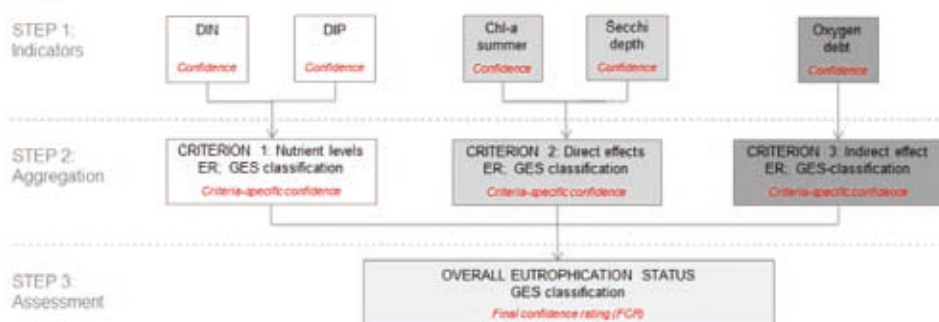 STEP 1:
Indicators
DIN
Confidence
DIP
Confidence
Chl-a
summer
Confidence
Secchi
depth
Confidence
Oxygen
debt
Confidence
STEP 2:
Aggregation
CRITERION 1: Nutrient levels
ER; GES classification
Criteria-specific confidence
CRITERION 2: Direct effects
ER; GES classification
Criteria-specific confidence
CRITERION 3: Indirect effect
ER; GES-classification
Criteria-specific confidence
STEP 3:
Assessment
OVERALL EUTROPHICATION STATUS
GES classification
Final confidence rating (FCR)